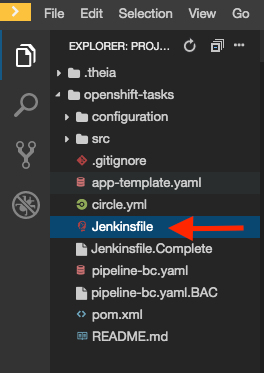 File Edit Selection View Go
EXPLORER: PROJ...
.theia
openshift-tasks
configuration
src
.gitignore
app-template.yaml
circle.yml
Jenkinsfile
Jenkinsfile.Complete
pipeline-bc.yaml
pipeline-bc.yaml.BAC
pom.xml
README.md